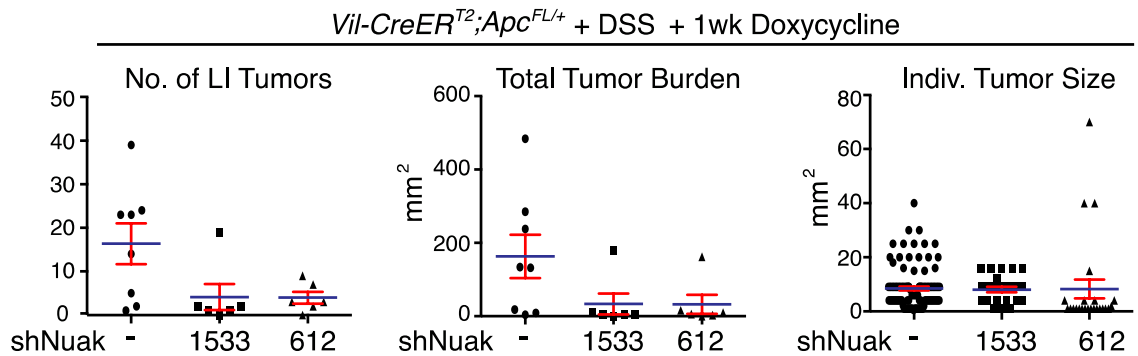 Vil-CreER^T2;Apc^FL/+ + DSS + 1wk Doxycycline
No. of LI Tumors
50
40
30
20
10
0
shNuak - 1533 612
Total Tumor Burden
mm²
600
400
200
0
shNuak - 1533 612
Indiv. Tumor Size
mm²
80
60
40
20
0
- 1533 612